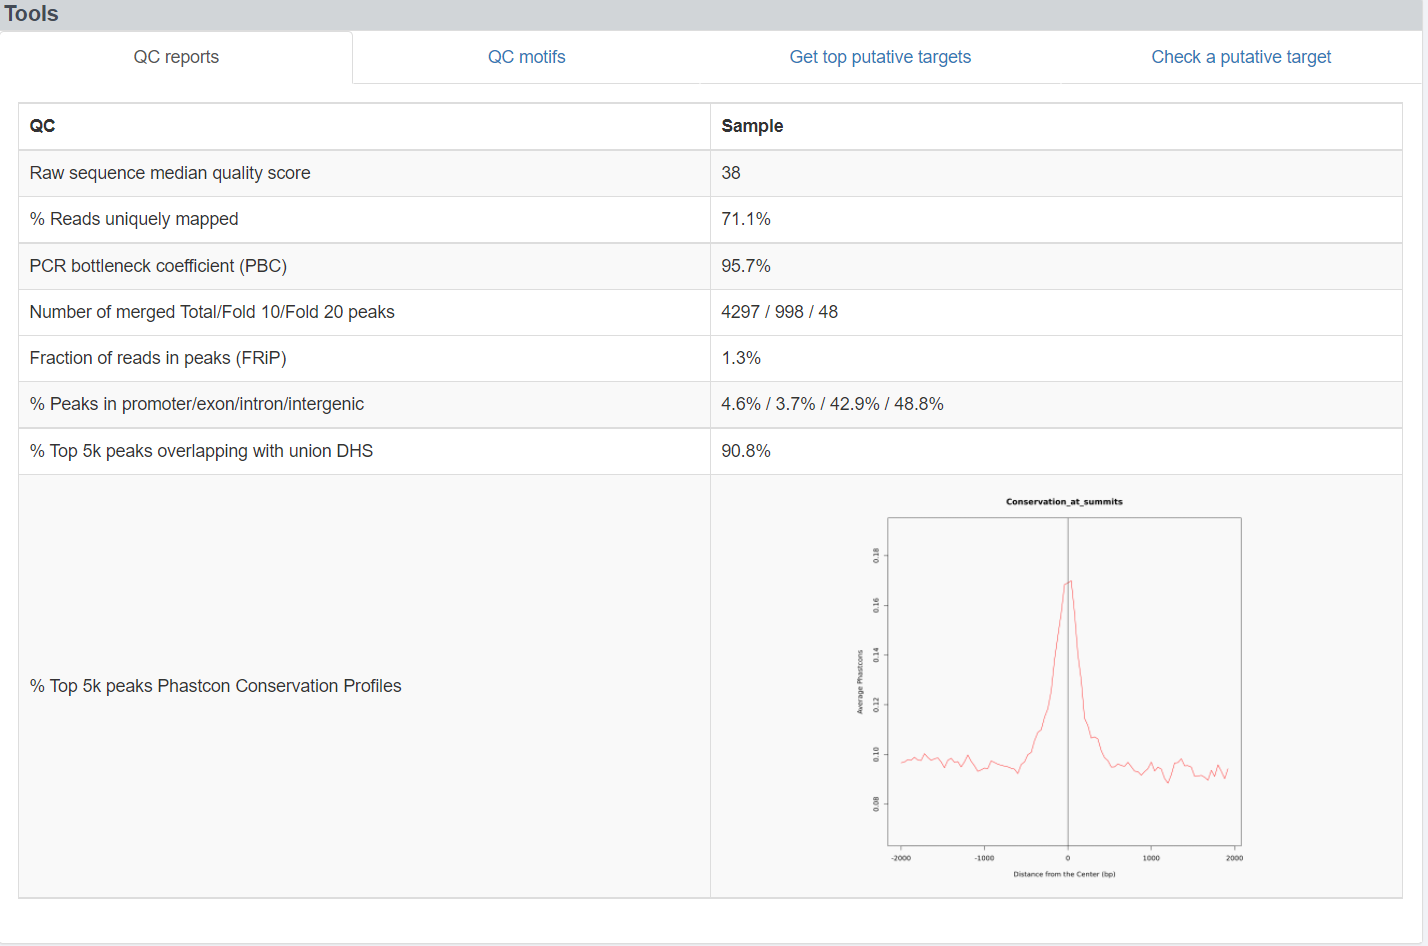 Tools
QC reports QC motifs Get top putative targets Check a putative target
QC Sample
Raw sequence median quality score 38
% Reads uniquely mapped 71.1%
PCR bottleneck coefficient (PBC) 95.7%
Number of merged Total/Fold 10/Fold 20 peaks 4297 / 998 / 48
Fraction of reads in peaks (FRiP) 1.3%
% Peaks in promoter/exon/intron/intergenic 4.6% / 3.7% / 42.9% / 48.8%
% Top 5k peaks overlapping with union DHS 90.8%
% Top 5k peaks Phastcon Conservation Profiles
Conservation_at_summits
0.18
0.16
0.14
0.12
0.10
0.08
Average Phastcons
-2000 -1000 0 1000 2000
Distance from the Center (bp)